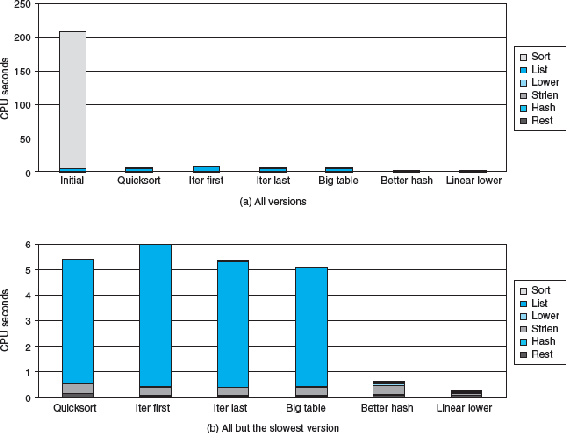 250
200
150
100
50
0
CPU seconds
Initial Quicksort Iter first Iter last Big table Better hash Linear lower
Sort
List
Lower
Strlen
Hash
Rest
(a) All versions
6
5
4
3
2
1
0
CPU seconds
Quicksort Iter first Iter last Big table Better hash Linear lower
Sort
List
Lower
Strlen
Hash
Rest
(b) All but the slowest version